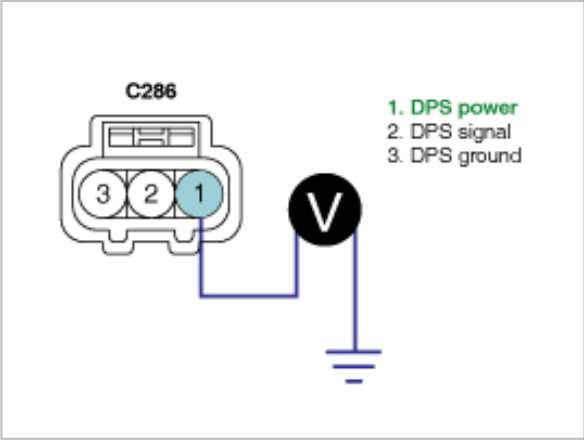 C286
1. DPS power
2. DPS signal
3. DPS ground
3 2 1
V